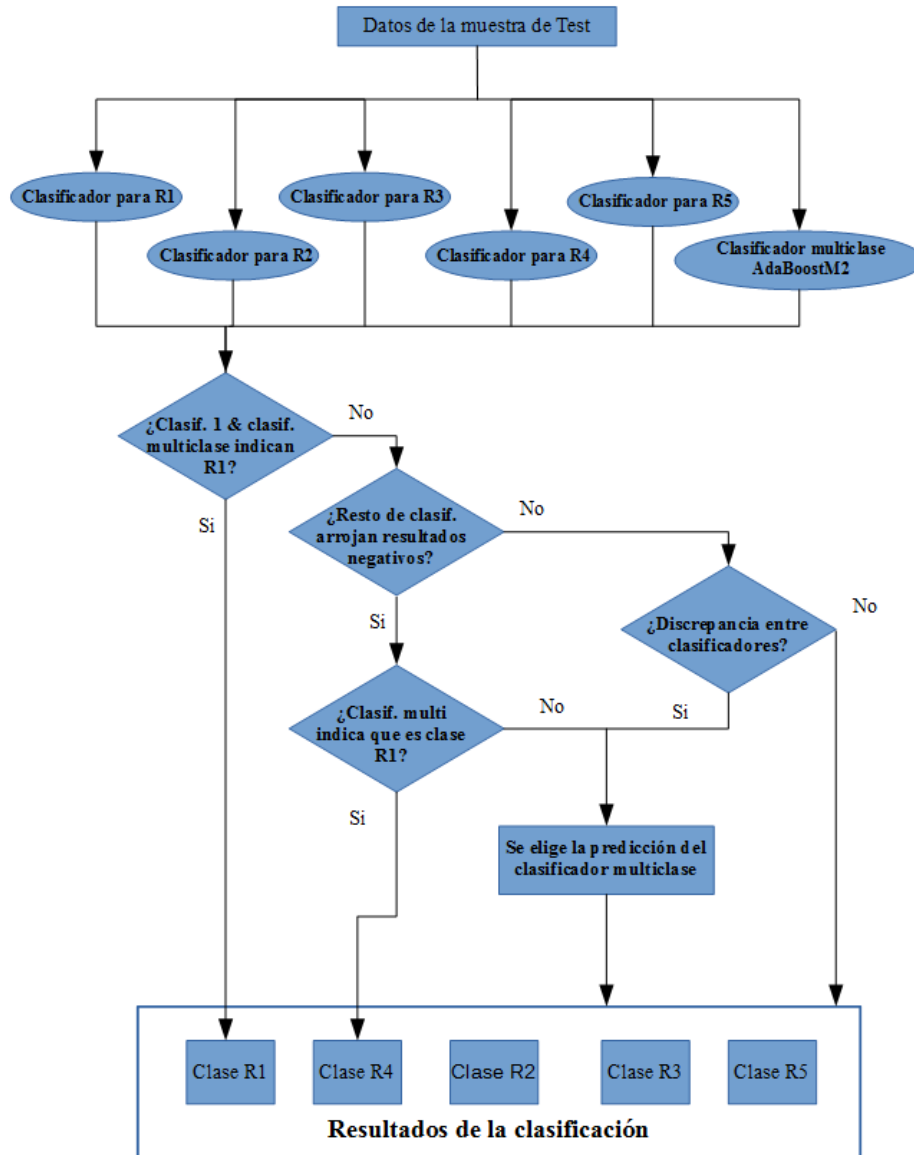 Datos de la muestra de Test
Clasificador para R1
Clasificador para R3
Clasificador para R5
Clasificador para R2
Clasificador para R4
Clasificador multiclase
AdaBoostM2
¿Clasif. 1 & clasif.
multiclase indican
R1?
No
Si
¿Resto de clasif.
arrojan resultados
negativos?
No
Si
¿Discrepancia entre
clasificadores?
No
Si
¿Clasif. multi
indica que es clase
R1?
No
Si
Se elige la predicción del
clasificador multiclase
Clase R1
Clase R4
Clase R2
Clase R3
Clase R5
Resultados de la clasificación